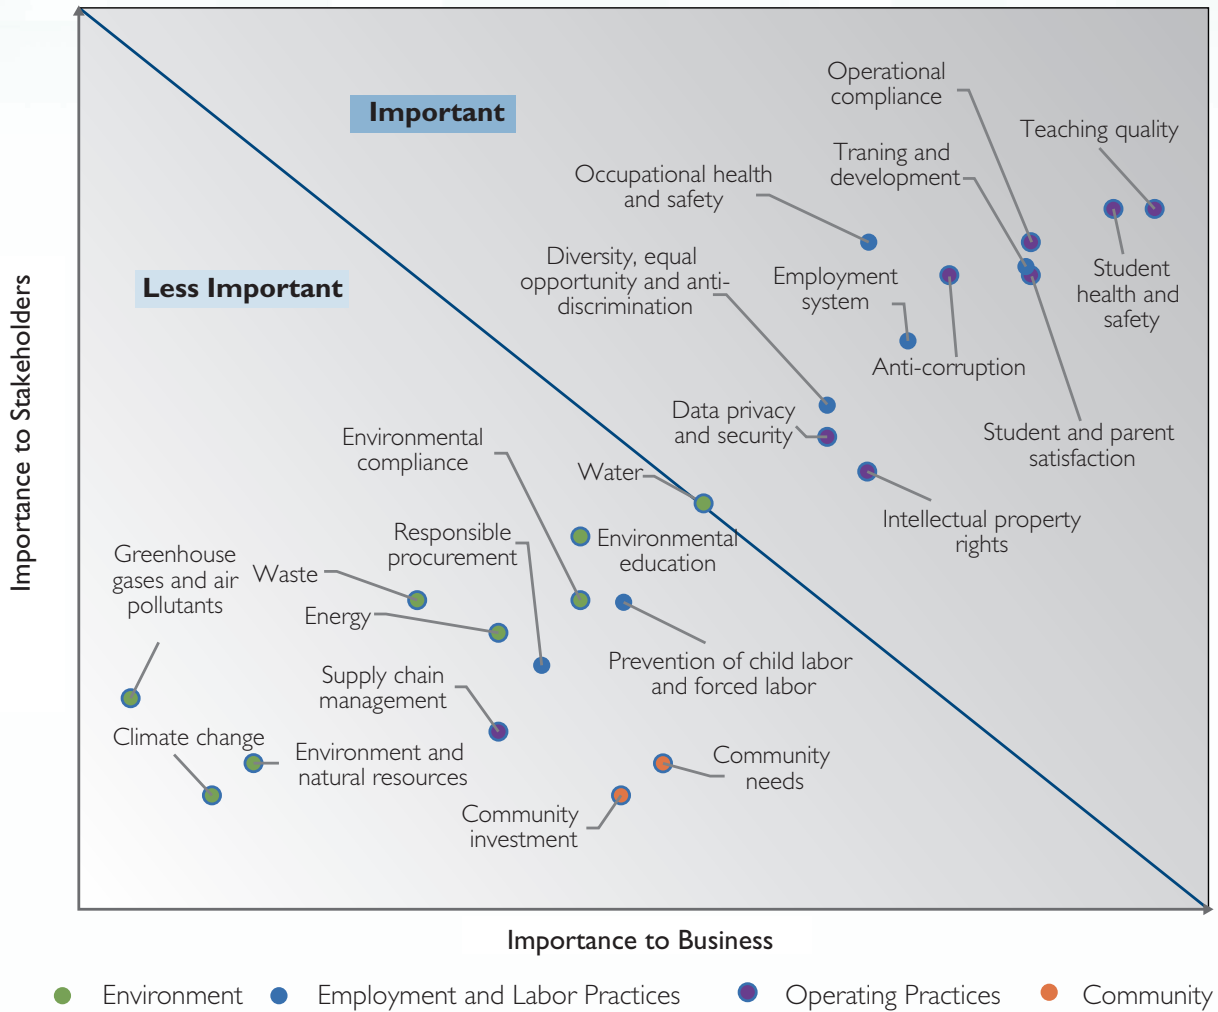 Operational
compliance
Important
Teaching quality
Traning and
development
Occupational health
and safety
Diversity, equal
opportunity and anti-
discrimination
Employment
system
Student
health and
safety
Less Important
Anti-corruption
Data privacy
and security
Student and parent
satisfaction
Environmental
compliance
Water
Intellectual property
rights
Responsible
procurement
Environmental
education
Greenhouse
gases and air
pollutants
Waste
Energy
Prevention of child labor
and forced labor
Supply chain
management
Climate change
Environment and
natural resources
Community
needs
Community
investment
Importance to Stakeholders
Importance to Business
Environment
Employment and Labor Practices
Operating Practices
Community